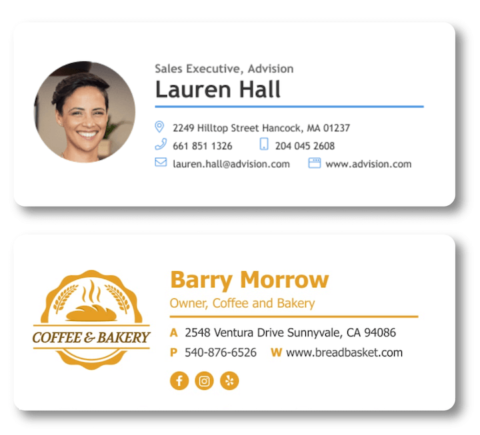 Sales Executive, Advision
Lauren Hall
2249 Hilltop Street Hancock, MA 01237
661 851 1326 204 045 2608
lauren.hall@advision.com www.advision.com
Barry Morrow
Owner, Coffee and Bakery
COFFEE & BAKERY
A 2548 Ventura Drive Sunnyvale, CA 94086
P 540-876-6526 W www.breadbasket.com